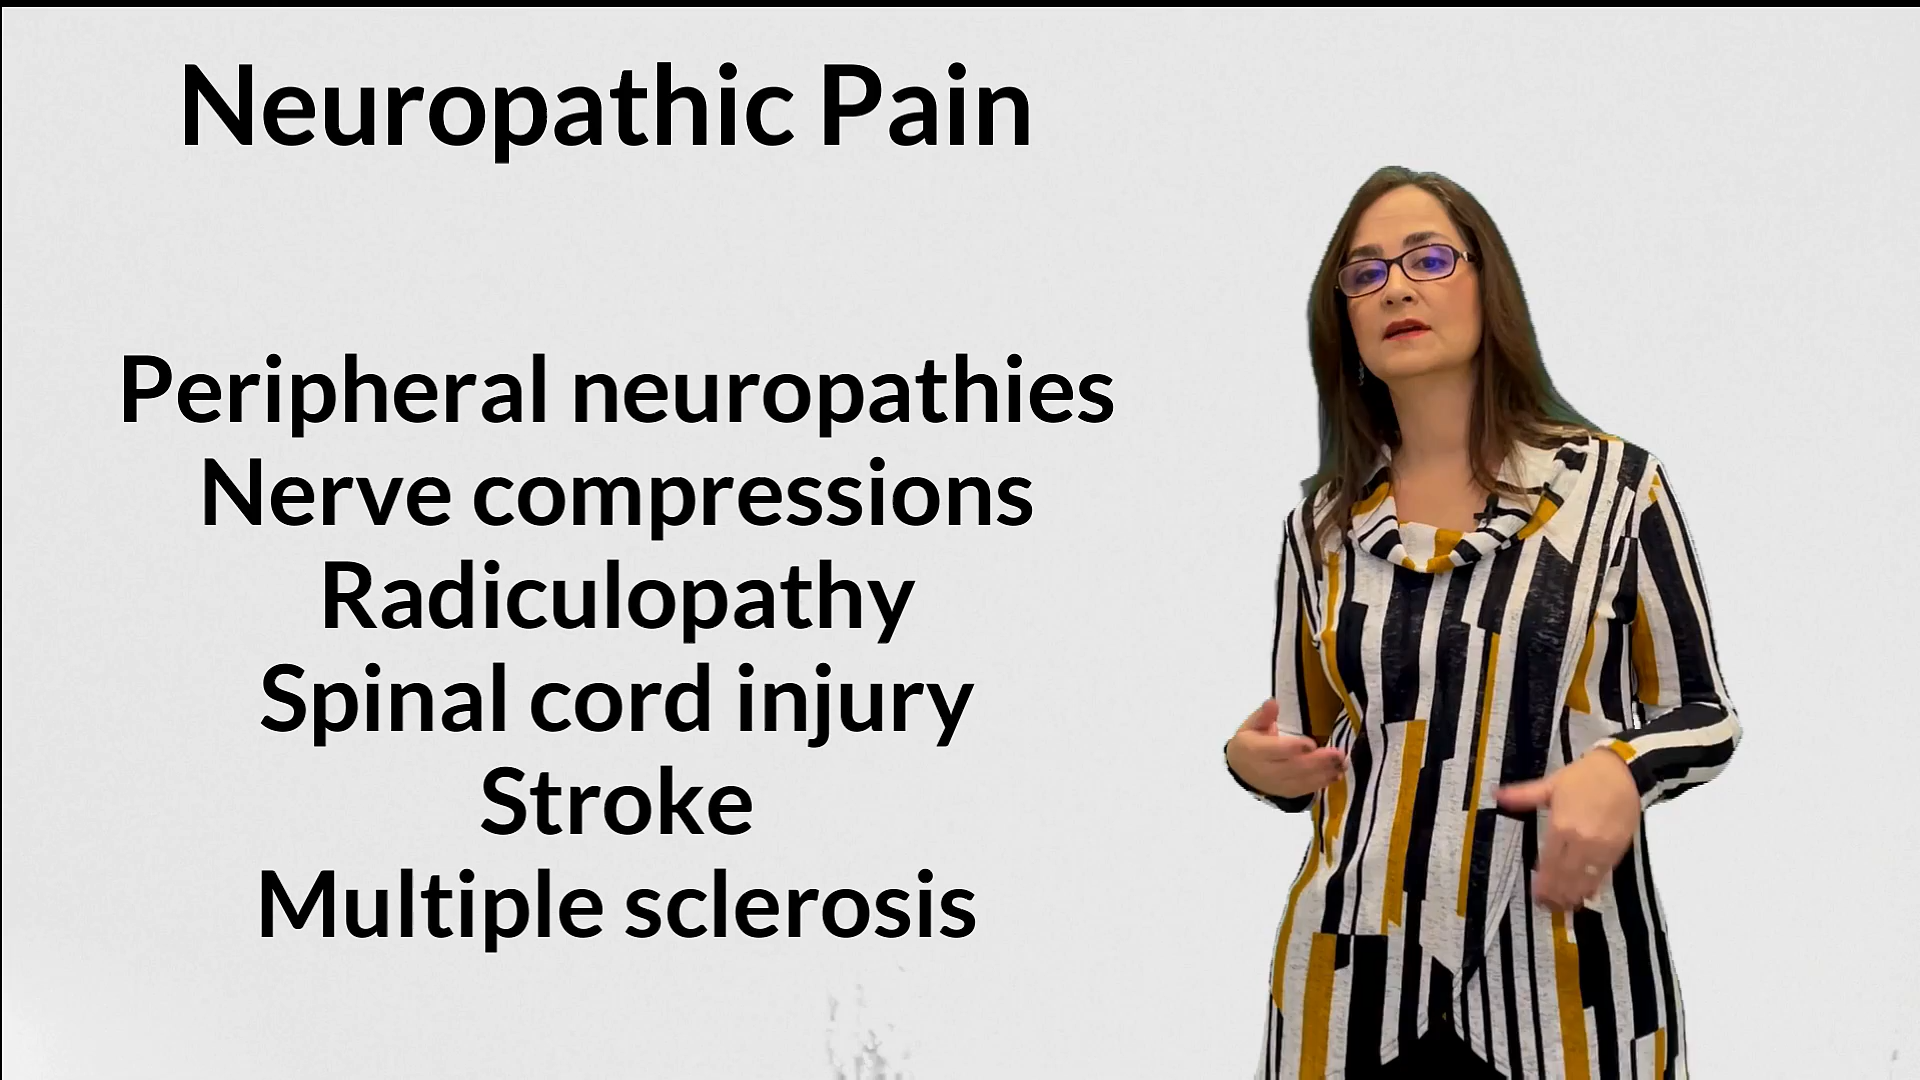 Neuropathic Pain
Peripheral neuropathies
Nerve compressions
Radiculopathy
Spinal cord injury
Stroke
Multiple sclerosis